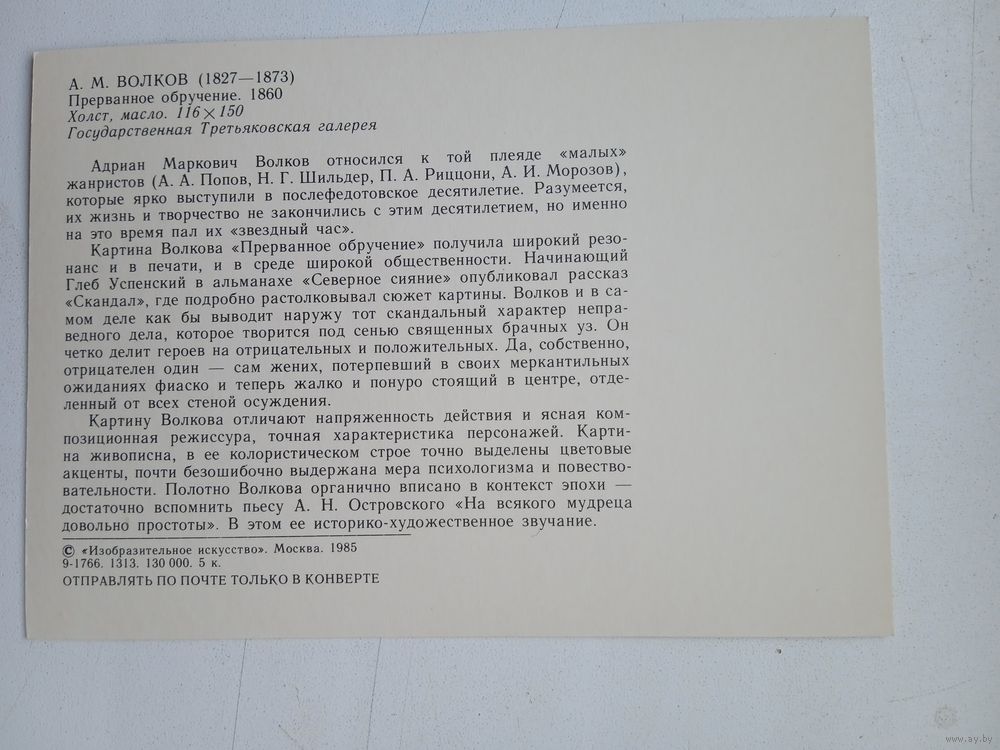 А. М. ВОЛКОВ (1827—1873)
Прерванное обручение. 1860
Холст, масло. 116×150
Государственная Третьяковская галерея
Адриан Маркович Волков относился к той плеяде «малых»
жанристов (А. А. Попов, Н. Г. Шильдер, П. А. Риццони, А. И. Морозов),
которые ярко выступили в послефедотовское десятилетие. Разумеется,
их жизнь и творчество не закончились с этим десятилетием, но именно
на это время пал их «звездный час».
Картина Волкова «Прерванное обручение» получила широкий резо-
нанс и в печати, и в среде широкой общественности. Начинающий
Глеб Успенский в альманахе «Северное сияние» опубликовал рассказ
«Скандал», где подробно растолковывал сюжет картины. Волков и в са-
мом деле как бы выводит наружу тот скандальный характер непра-
ведного дела, которое творится под сенью священных брачных уз. Он
четко делит героев на отрицательных и положительных. Да, собственно,
отрицателен один — сам жених, потерпевший в своих меркантильных
ожиданиях фиаско и теперь жалко и понуро стоящий в центре, отде-
ленный от всех стеной осуждения.
Картину Волкова отличают напряженность действия и ясная ком-
позиционная режиссура, точная характеристика персонажей. Карти-
на живописна, в ее колористическом строе точно выделены цветовые
акценты, почти безошибочно выдержана мера психологизма и повество-
вательности. Полотно Волкова органично вписано в контекст эпохи —
достаточно вспомнить пьесу А. Н. Островского «На всякого мудреца
довольно простоты». В этом ее историко-художественное звучание.
© «Изобразительное искусство». Москва. 1985
9-1766. 1313. 130 000. 5 к.
ОТПРАВЛЯТЬ ПО ПОЧТЕ ТОЛЬКО В КОНВЕРТЕ
www.ay.by